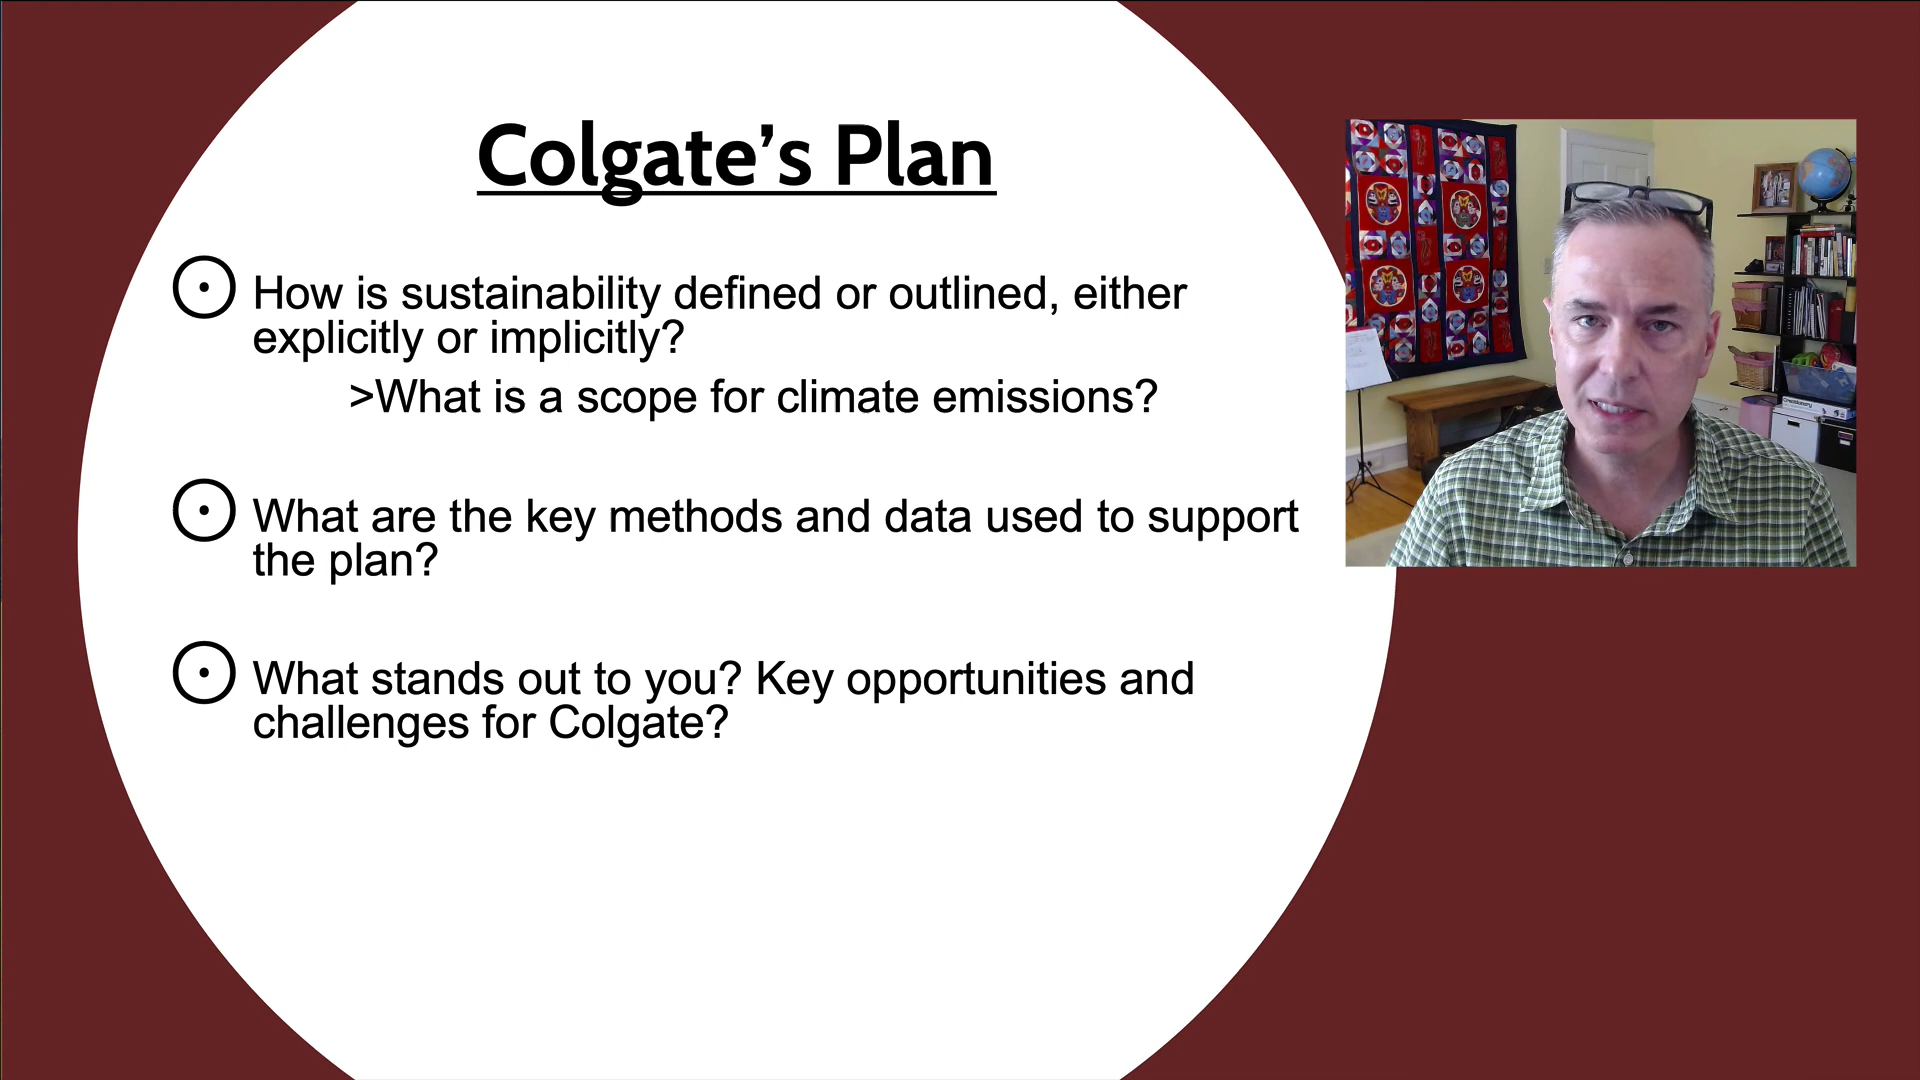 Colgate’s Plan
How is sustainability defined or outlined, either
explicitly or implicitly?
>What is a scope for climate emissions?
What are the key methods and data used to support
the plan?
What stands out to you? Key opportunities and
challenges for Colgate?